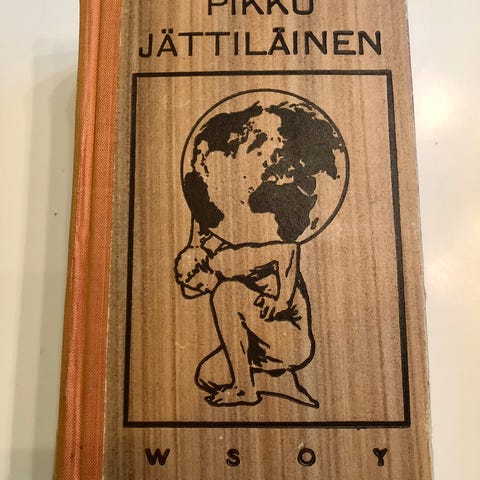 PIKKU
JÄTTILÄINEN
W S O Y